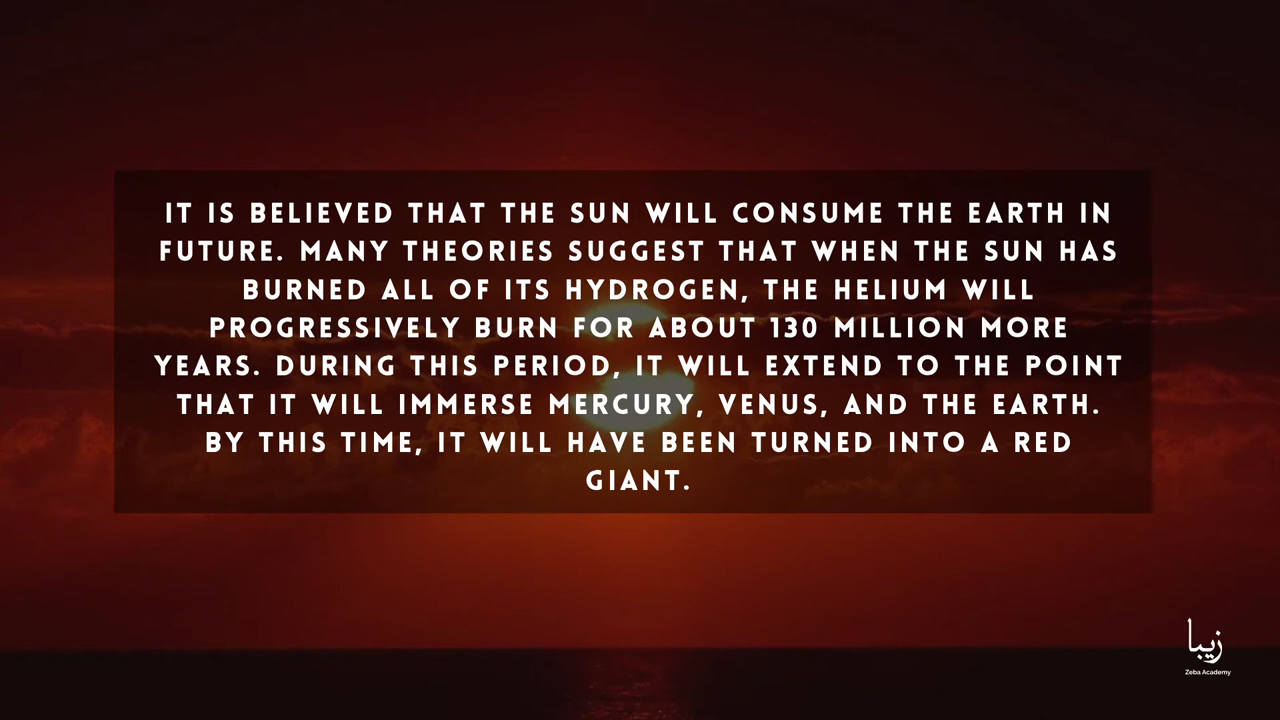 IT IS BELIEVED THAT THE SUN WILL CONSUME THE EARTH IN
FUTURE. MANY THEORIES SUGGEST THAT WHEN THE SUN HAS
BURNED ALL OF ITS HYDROGEN, THE HELIUM WILL
PROGRESSIVELY BURN FOR ABOUT 130 MILLION MORE
YEARS. DURING THIS PERIOD, IT WILL EXTEND TO THE POINT
THAT IT WILL IMMERSE MERCURY, VENUS, AND THE EARTH.
BY THIS TIME, IT WILL HAVE BEEN TURNED INTO A RED
GIANT.
زیبا
Zeba Academy